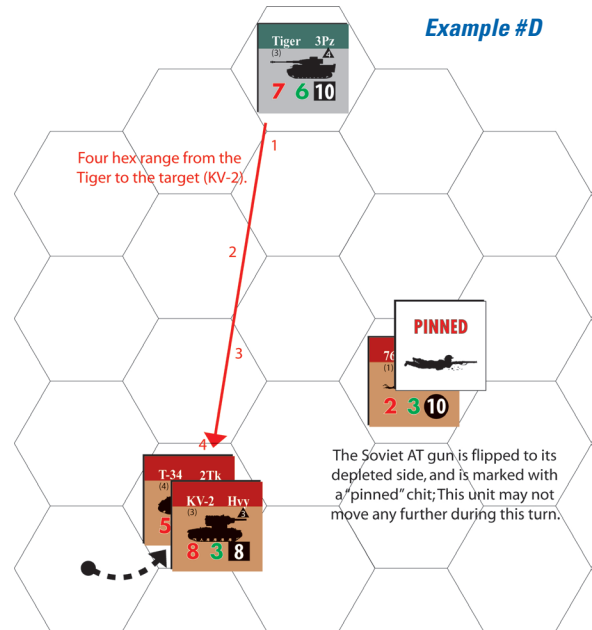 Example #D
Tiger 3Pz
(3) 4
7 6 10
1
Four hex range from the
Tiger to the target (KV-2).
2
3
PINNED
76
(1)
2 3 10
4
The Soviet AT gun is flipped to its
depleted side, and is marked with
a "pinned" chit; This unit may not
move any further during this turn.
T-34 2Tk
(4)
5
KV-2 Hvy
(3) 3
8 3 8